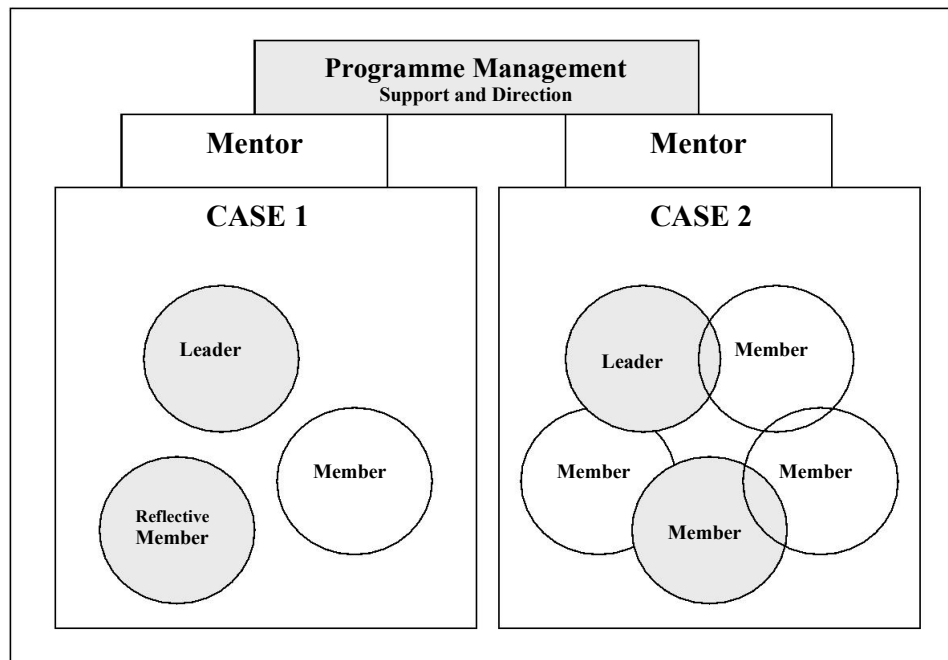 Programme Management
Support and Direction
Mentor
Mentor
CASE 1
Leader
Member
Reflective
Member
CASE 2
Leader
Member
Member
Member
Member